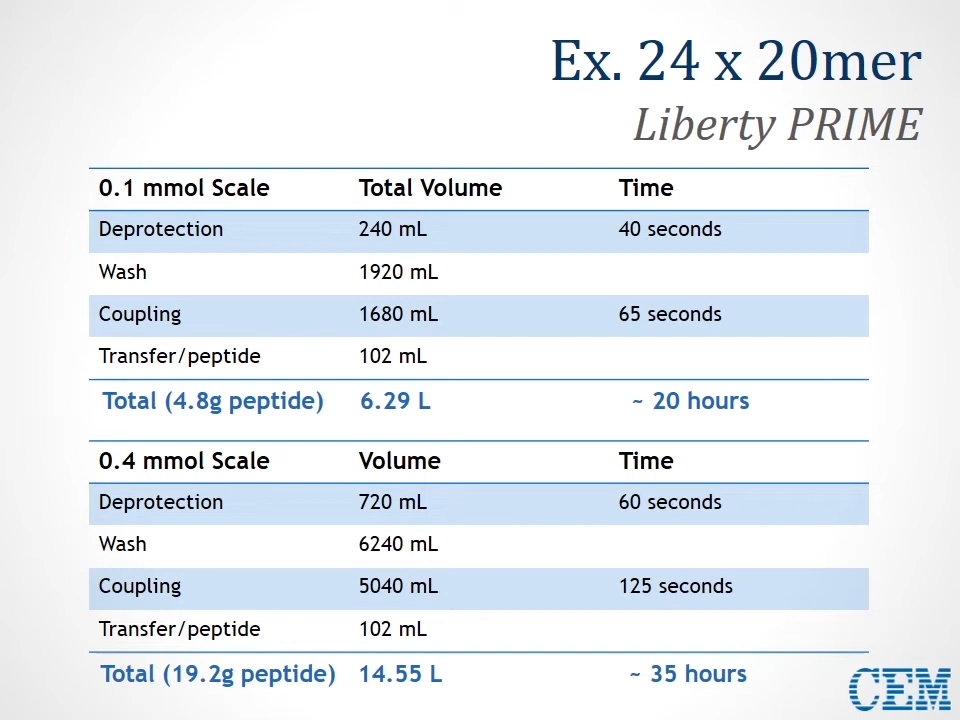 Ex. 24 x 20mer
Liberty PRIME
0.1 mmol Scale Total Volume Time
Deprotection 240 mL 40 seconds
Wash 1920 mL
Coupling 1680 mL 65 seconds
Transfer/peptide 102 mL
Total (4.8g peptide) 6.29 L ~ 20 hours
0.4 mmol Scale Volume Time
Deprotection 720 mL 60 seconds
Wash 6240 mL
Coupling 5040 mL 125 seconds
Transfer/peptide 102 mL
Total (19.2g peptide) 14.55 L ~ 35 hours
CEM